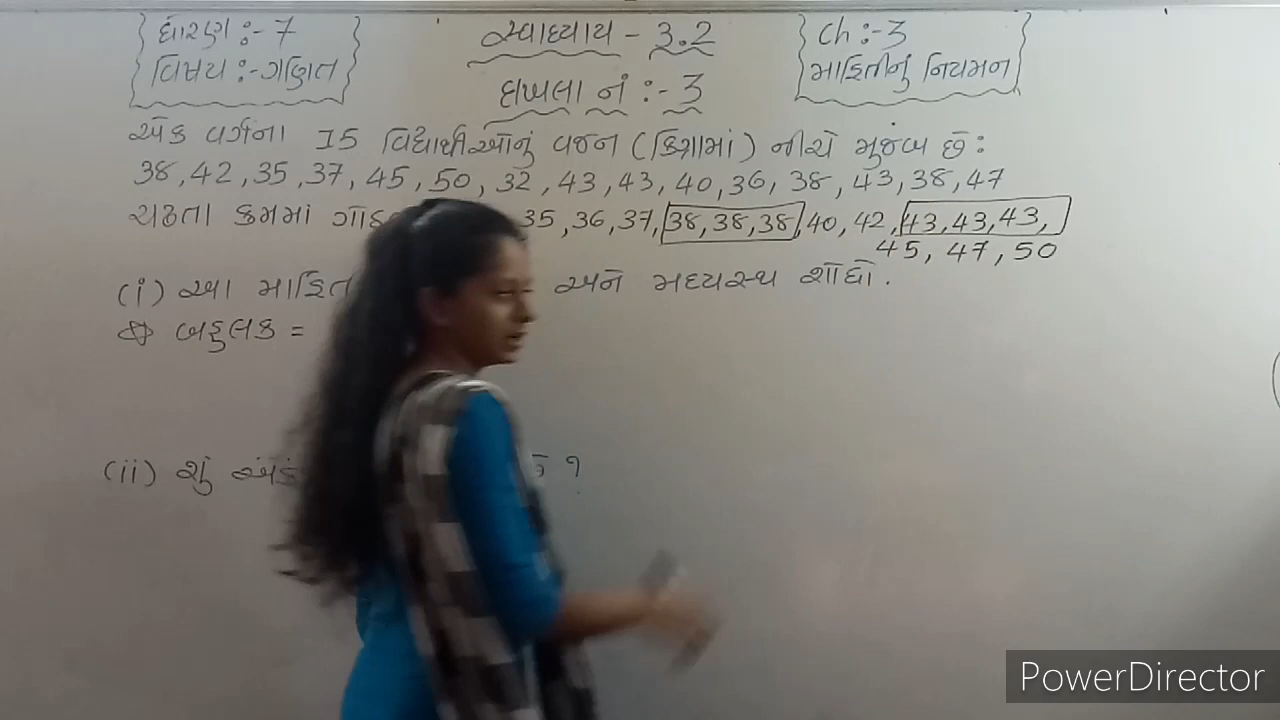 ધોરણ :- 7
વિષય :- ગણિત
સ્વાધ્યાય - 3.2
દાખલા નં :- 3
Ch :- 3
માહિતીનું નિયમન
એક વર્ગના 15 વિદ્યાર્થીઓનું વજન (કિગ્રામાં) નીચે મુજબ છે:
38, 42, 35, 37, 45, 50, 32, 43, 43, 40, 36, 38, 43, 38, 47
ચઢતા ક્રમમાં 35, 36, 37, 38, 38, 38, 40, 42, 43, 43, 43,
45, 47, 50
(i) આ અને મધ્યસ્થ શોધો.
બહુલક =
(ii) શું ?
PowerDirector